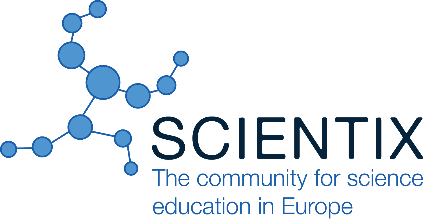 SCIENTIX
The community for science
education in Europe